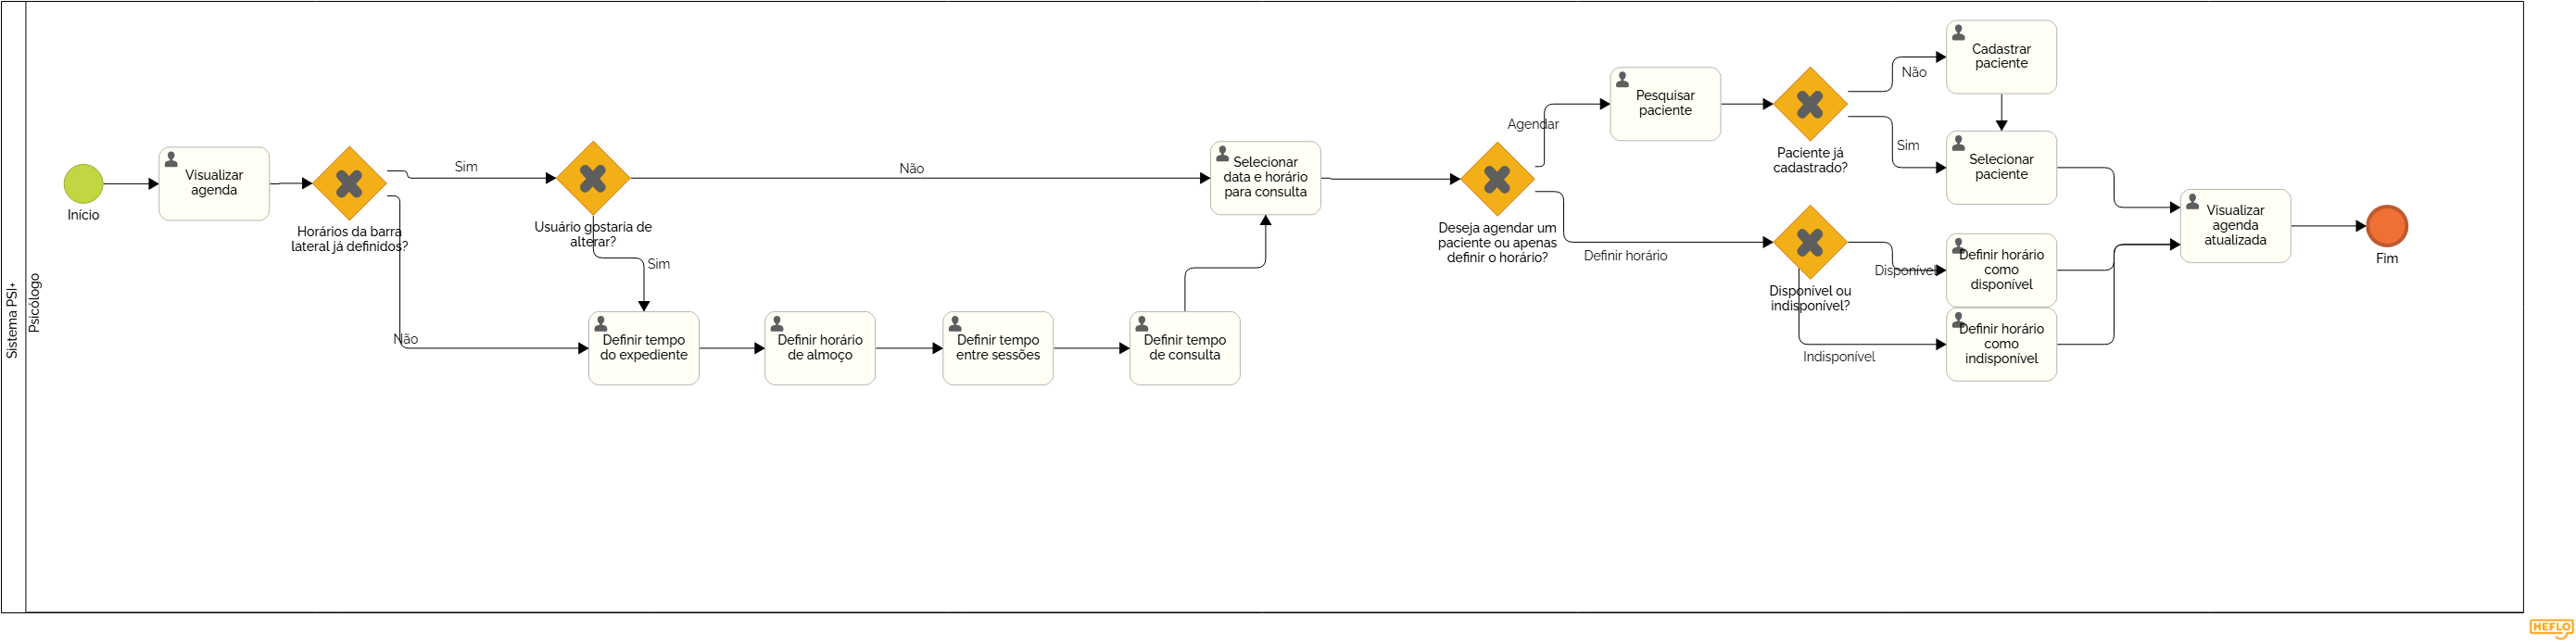 Sistema PSI+
Psicólogo
Início
Visualizar
agenda
Horários da barra
lateral já definidos?
Sim
Não
Usuário gostaria de
alterar?
Não
Sim
Definir tempo
do expediente
Definir horário
de almoço
Definir tempo
entre sessões
Definir tempo
de consulta
Selecionar
data e horário
para consulta
Deseja agendar um
paciente ou apenas
definir o horário?
Agendar
Definir horário
Pesquisar
paciente
Paciente já
cadastrado?
Não
Sim
Cadastrar
paciente
Selecionar
paciente
Disponível ou
indisponível?
Disponível
Indisponível
Definir horário
como
disponível
Definir horário
como
indisponível
Visualizar
agenda
atualizada
Fim
HEFLO